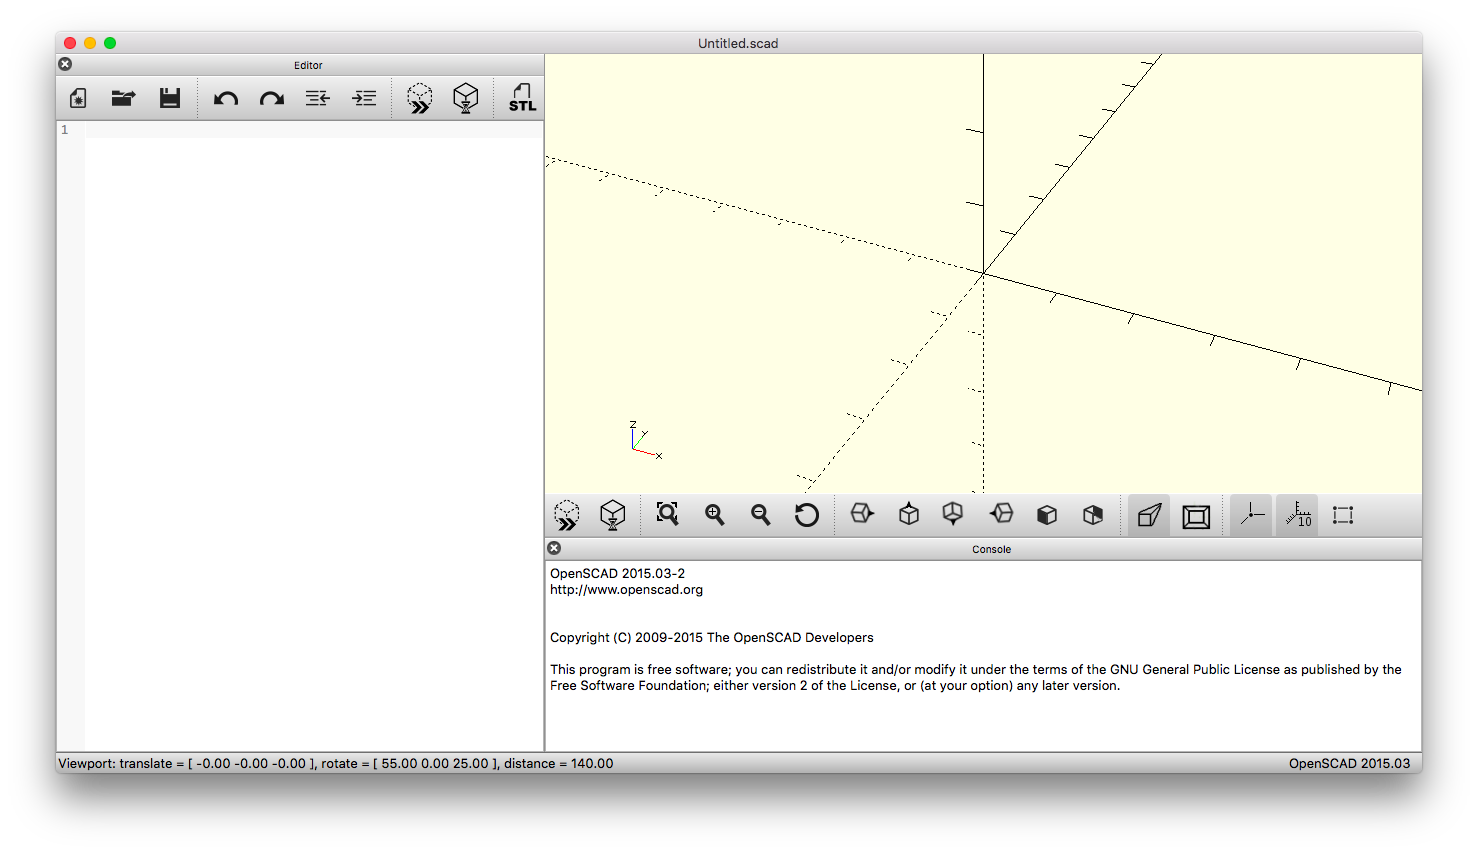 Untitled.scad
Editor
STL
1
Z
Y
X
10
Console
OpenSCAD 2015.03-2
http://www.openscad.org
Copyright (C) 2009-2015 The OpenSCAD Developers
This program is free software; you can redistribute it and/or modify it under the terms of the GNU General Public License as published by the
Free Software Foundation; either version 2 of the License, or (at your option) any later version.
Viewport: translate = [ -0.00 -0.00 -0.00 ], rotate = [ 55.00 0.00 25.00 ], distance = 140.00
OpenSCAD 2015.03